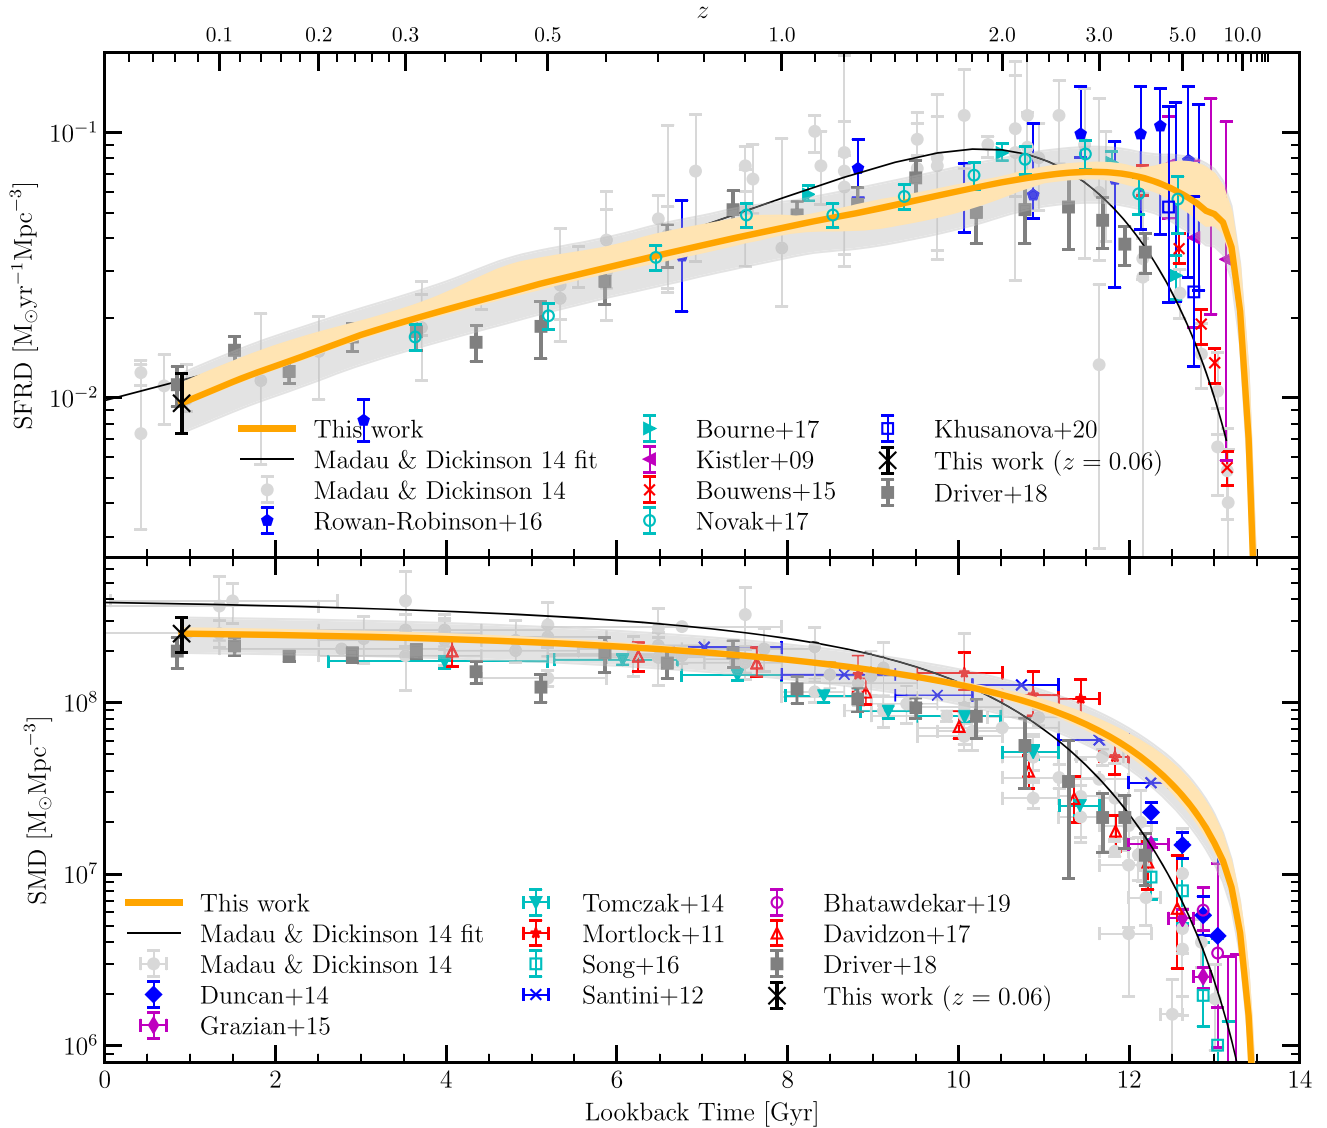 z
0.1 0.2 0.3 0.5 1.0 2.0 3.0 5.0 10.0
SFRD [M⊙yr⁻¹Mpc⁻³]
10⁻¹
10⁻²
This work
Madau & Dickinson 14 fit
Madau & Dickinson 14
Rowan-Robinson+16
Bourne+17
Kistler+09
Bouwens+15
Novak+17
Khusanova+20
This work (z = 0.06)
Driver+18
SMD [M⊙Mpc⁻³]
10⁸
10⁷
10⁶
This work
Madau & Dickinson 14 fit
Madau & Dickinson 14
Duncan+14
Grazian+15
Tomczak+14
Mortlock+11
Song+16
Santini+12
Bhatawdekar+19
Davidzon+17
Driver+18
This work (z = 0.06)
0 2 4 6 8 10 12 14
Lookback Time [Gyr]